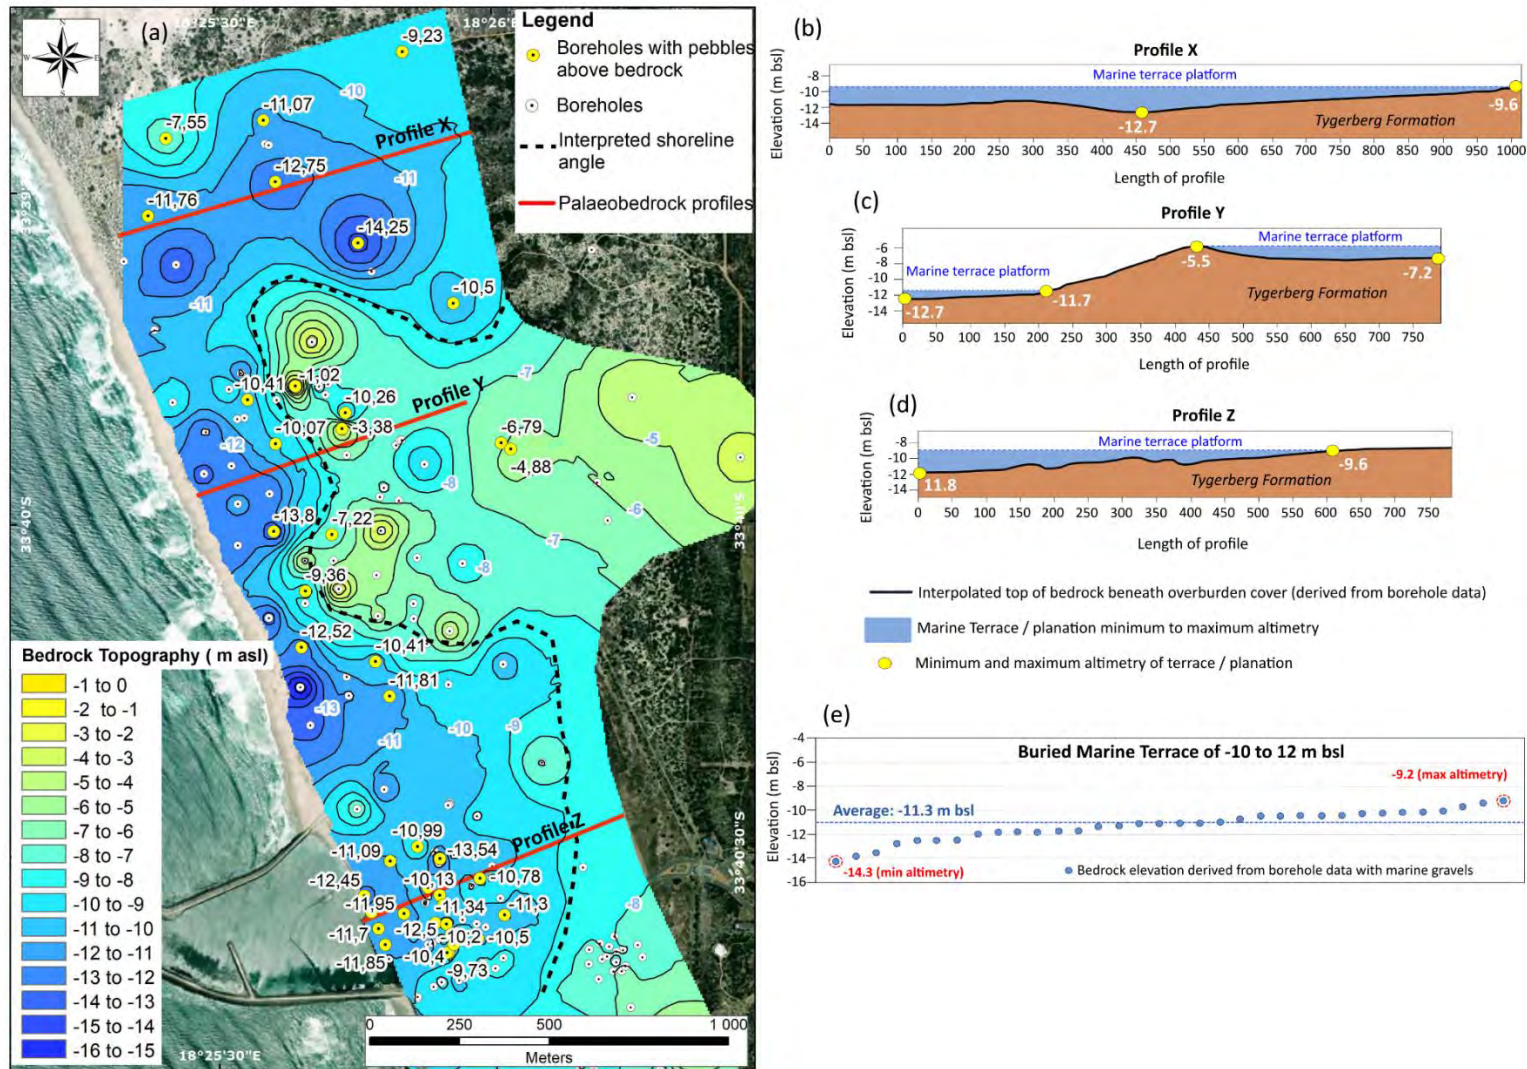 (a)
18°25'30"E
18°26'
N
W
E
S
Legend
Boreholes with pebbles
above bedrock
Boreholes
Interpreted shoreline
angle
Palaeobedrock profiles
-9,23
-10
-11,07
-7,55
Profile X
-12,75
-11
-11,76
33°39'
-14,25
-10,5
-11
-7
-1,02
-10,41
-10,26
Profile Y
-10,07
-3,38
-6,79
-5
-12
-4,88
-8
-6
33°40'S
33°40'S
-13,8
-7,22
-7
-8
-9,36
-12,52
-10,41
-11,81
-13
-10
-9
-11
Bedrock Topography ( m asl)
-1 to 0
-2 to -1
-3 to -2
-4 to -3
-5 to -4
-6 to -5
-7 to -6
-8 to -7
-9 to -8
-10 to -9
-11 to -10
-12 to -11
-13 to -12
-14 to -13
-15 to -14
-16 to -15
Profile Z
-10,99
-11,09
-13,54
33°40'30"S
-10,13
-10,78
-12,45
-11,95
-11,34
-11,3
-8
-11,7
-12,5
-10,2
-10,5
-11,85
-10,4
-9,73
0
250
500
1 000
Meters
18°25'30"E
(b)
Profile X
Elevation (m bsl)
-8
-10
-12
-14
Marine terrace platform
-12.7
-9.6
Tygerberg Formation
0 50 100 150 200 250 300 350 400 450 500 550 600 650 700 750 800 850 900 950 1000
Length of profile
(c)
Profile Y
Elevation (m bsl)
-6
-8
-10
-12
-14
Marine terrace platform
Marine terrace platform
-5.5
-7.2
-12.7
-11.7
Tygerberg Formation
0 50 100 150 200 250 300 350 400 450 500 550 600 650 700 750
Length of profile
(d)
Profile Z
Elevation (m bsl)
-8
-10
-12
-14
Marine terrace platform
11.8
-9.6
Tygerberg Formation
0 50 100 150 200 250 300 350 400 450 500 550 600 650 700 750
Length of profile
Interpolated top of bedrock beneath overburden cover (derived from borehole data)
Marine Terrace / planation minimum to maximum altimetry
Minimum and maximum altimetry of terrace / planation
(e)
Buried Marine Terrace of -10 to 12 m bsl
Elevation (m bsl)
-4
-6
-8
-10
-12
-14
-16
-9.2 (max altimetry)
Average: -11.3 m bsl
-14.3 (min altimetry)
Bedrock elevation derived from borehole data with marine gravels